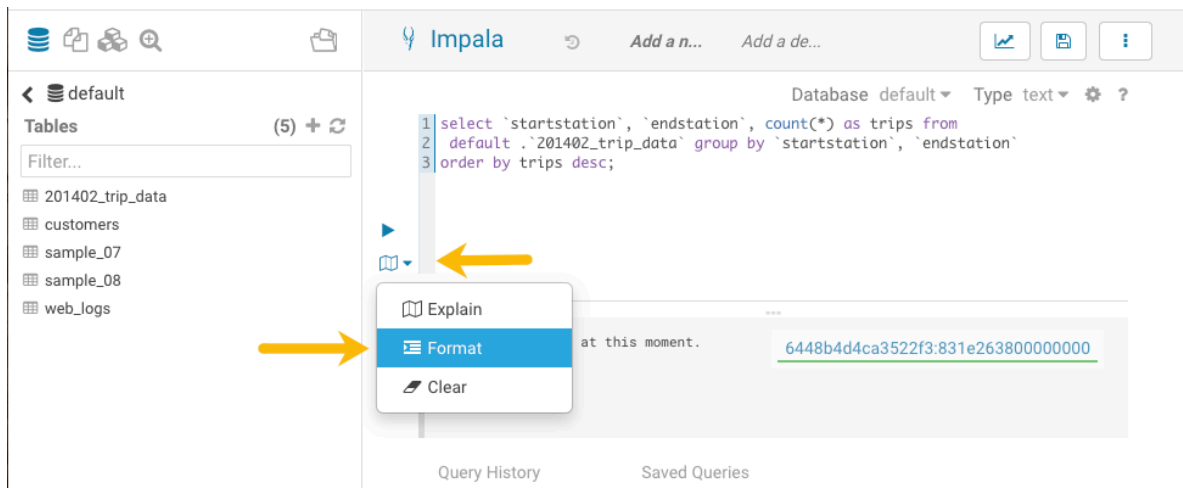 Impala Add a n... Add a de...
default
Tables (5)
Filter...
201402_trip_data
customers
sample_07
sample_08
web_logs
Database default Type text ?
1 select `startstation`, `endstation`, count(*) as trips from
2 default .`201402_trip_data` group by `startstation`, `endstation`
3 order by trips desc;
Explain
Format
Clear
at this moment.
6448b4d4ca3522f3:831e263800000000
Query History Saved Queries